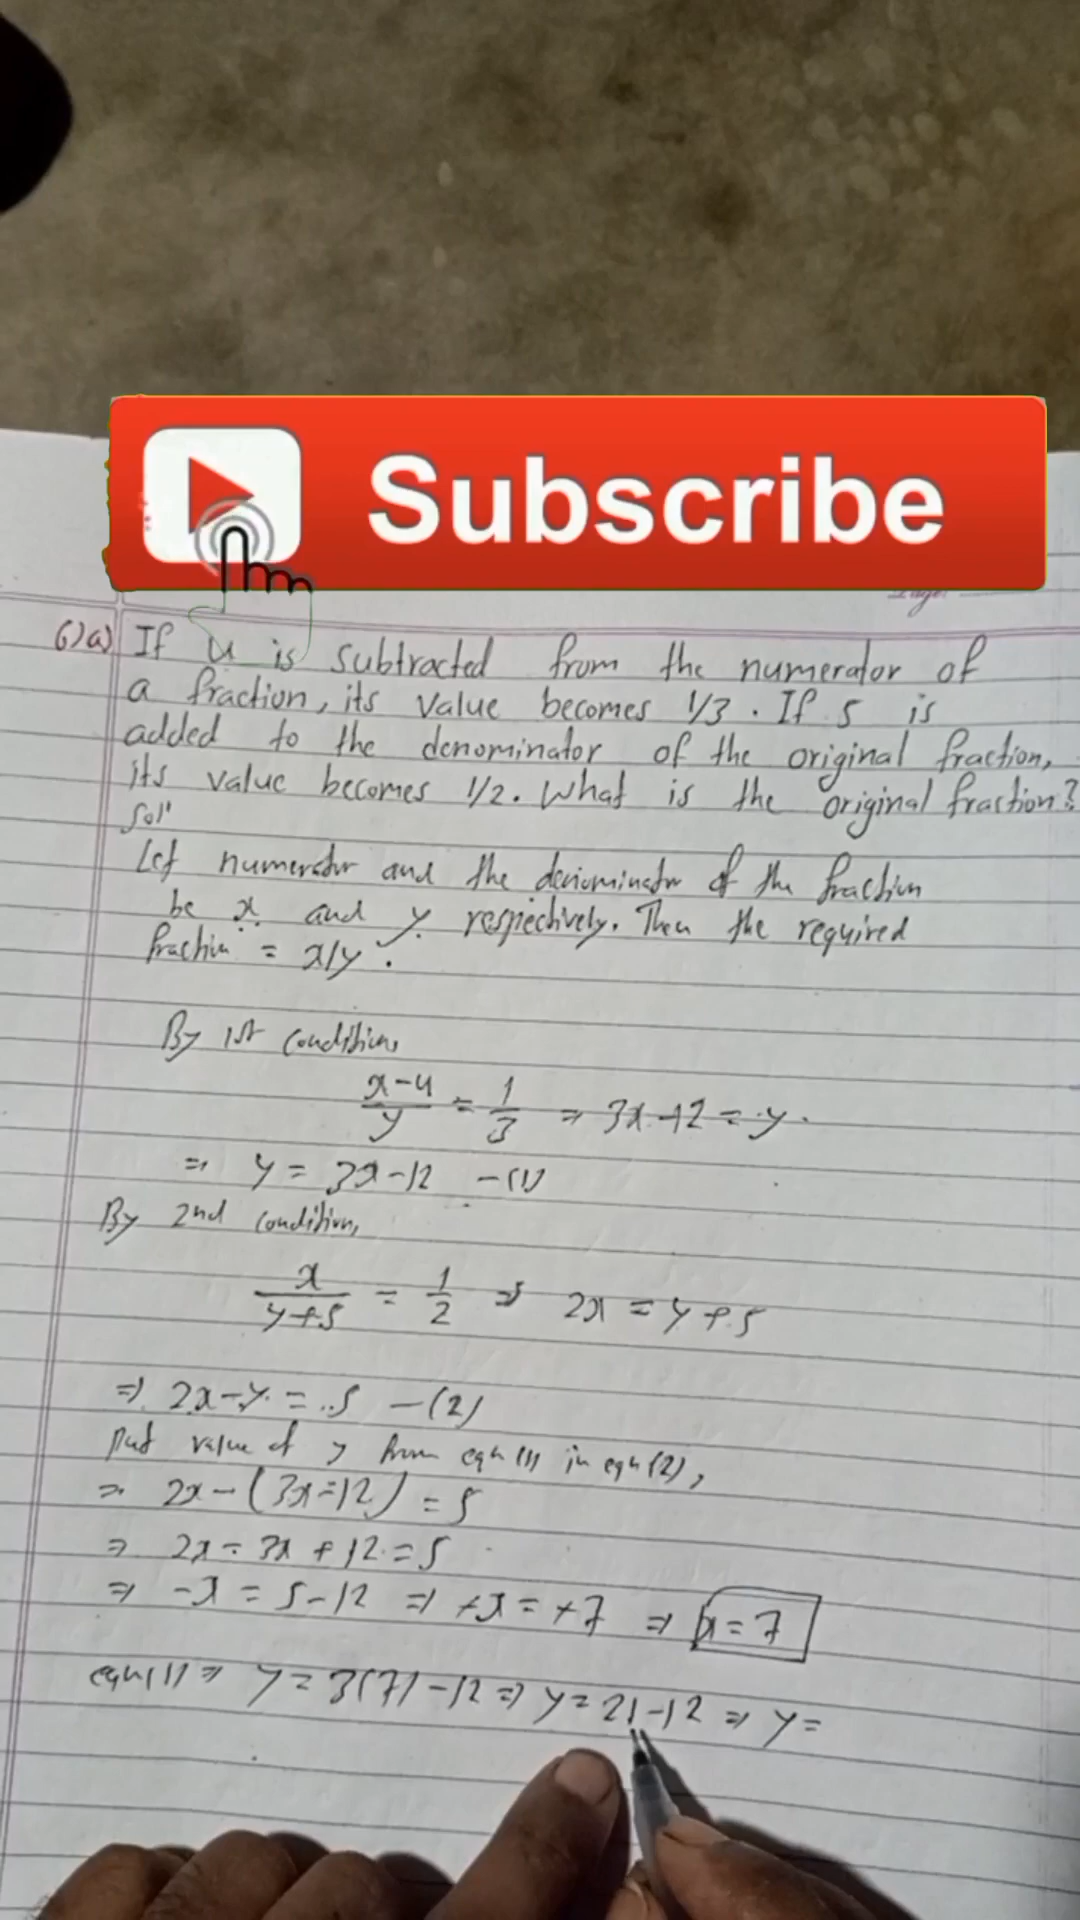 Subscribe
Page:
6)a) If 4 is subtracted from the numerator of
a fraction, its value becomes 1/3. If 5 is
added to the denominator of the original fraction,
its value becomes 1/2. What is the original fraction?
Solⁿ
Let numerator and the denominator of the fraction
be x and y respectively. Then the required
fraction = x/y.
By 1st condition,
(x-4)/y = 1/3 ⇒ 3x-12 = y.
⇒ y = 3x-12 -(1)
By 2nd condition,
x/(y+5) = 1/2 ⇒ 2x = y+5
⇒ 2x-y = 5 -(2)
put value of y from eqn(1) in eqn(2),
⇒ 2x-(3x-12) = 5
⇒ 2x-3x+12 = 5
⇒ -x = 5-12 ⇒ +x = +7 ⇒ x = 7
eqn(1) ⇒ y = 3(7)-12 ⇒ y = 21-12 ⇒ y =